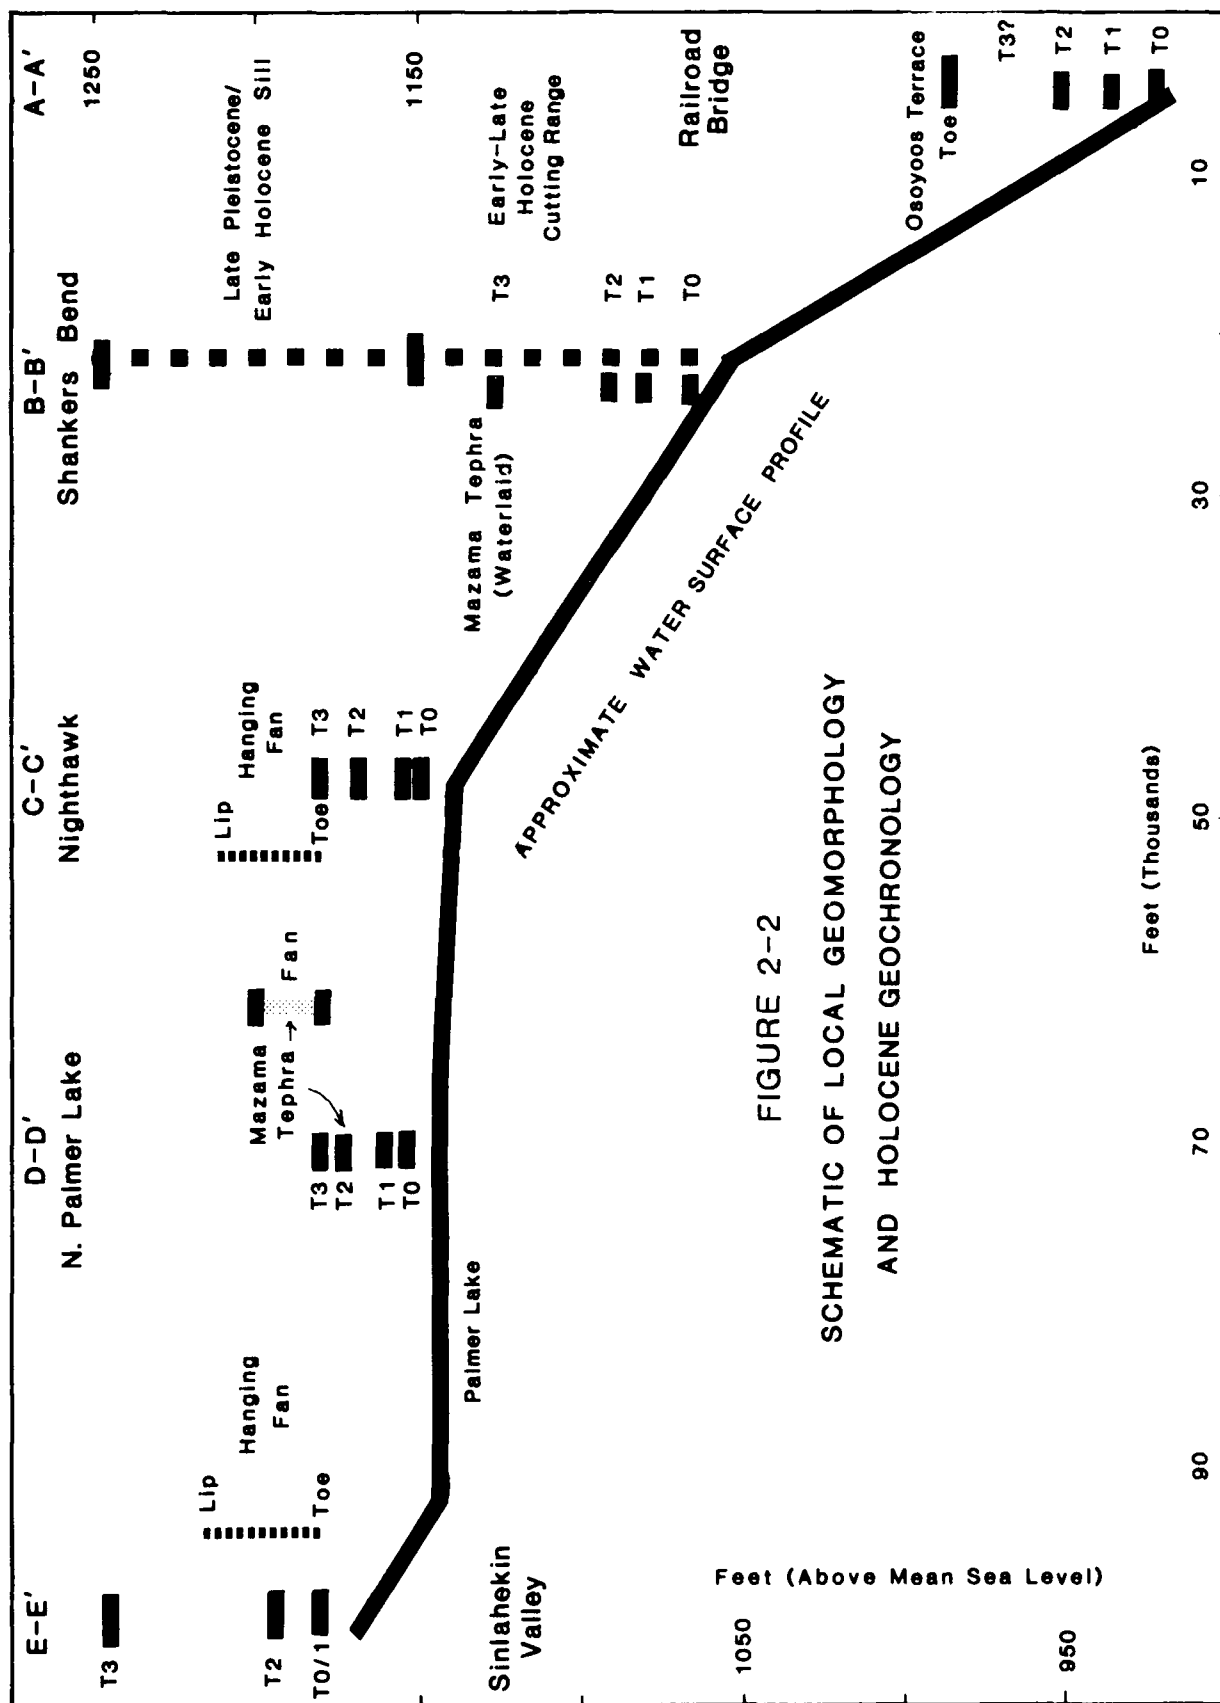 E-E'
D-D'
N. Palmer Lake
C-C'
Nighthawk
B-B'
Shankers Bend
A-A'
1250
T3
T2
T0/1
Lip
Hanging
Fan
Toe
Mazama
Tephra →
Fan
T3
T2
T1
T0
Lip
Hanging
Fan
Toe
T3
T2
T1
T0
Late Pleistocene/
Early Holocene Sill
1150
Mazama Tephra
(Waterlaid)
T3
T2
T1
T0
Early-Late
Holocene
Cutting Range
Railroad
Bridge
Sinlahekin
Valley
Palmer Lake
APPROXIMATE WATER SURFACE PROFILE
Osoyoos Terrace
Toe
T3?
T2
T1
T0
1050
950
Feet (Above Mean Sea Level)
FIGURE 2-2
SCHEMATIC OF LOCAL GEOMORPHOLOGY
AND HOLOCENE GEOCHRONOLOGY
Feet (Thousands)
90
70
50
30
10